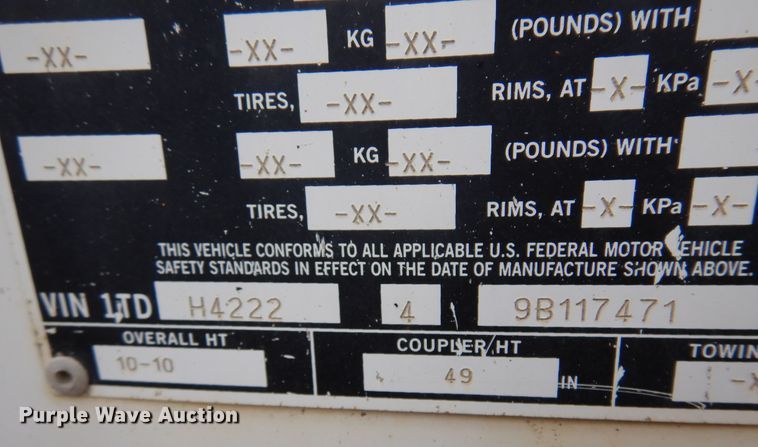 -XX- -XX- KG -XX- (POUNDS) WITH
TIRES, -XX- RIMS, AT -X- KPa -X-
-XX- -XX- KG -XX- (POUNDS) WITH
TIRES, -XX- RIMS, AT -X- KPa -X-
THIS VEHICLE CONFORMS TO ALL APPLICABLE U.S. FEDERAL MOTOR VEHICLE
SAFETY STANDARDS IN EFFECT ON THE DATE OF MANUFACTURE SHOWN ABOVE.
VIN 1JTD H4222 4 9B117471
OVERALL HT COUPLER HT TOWIN
10-10 49 IN -X
Purple Wave Auction